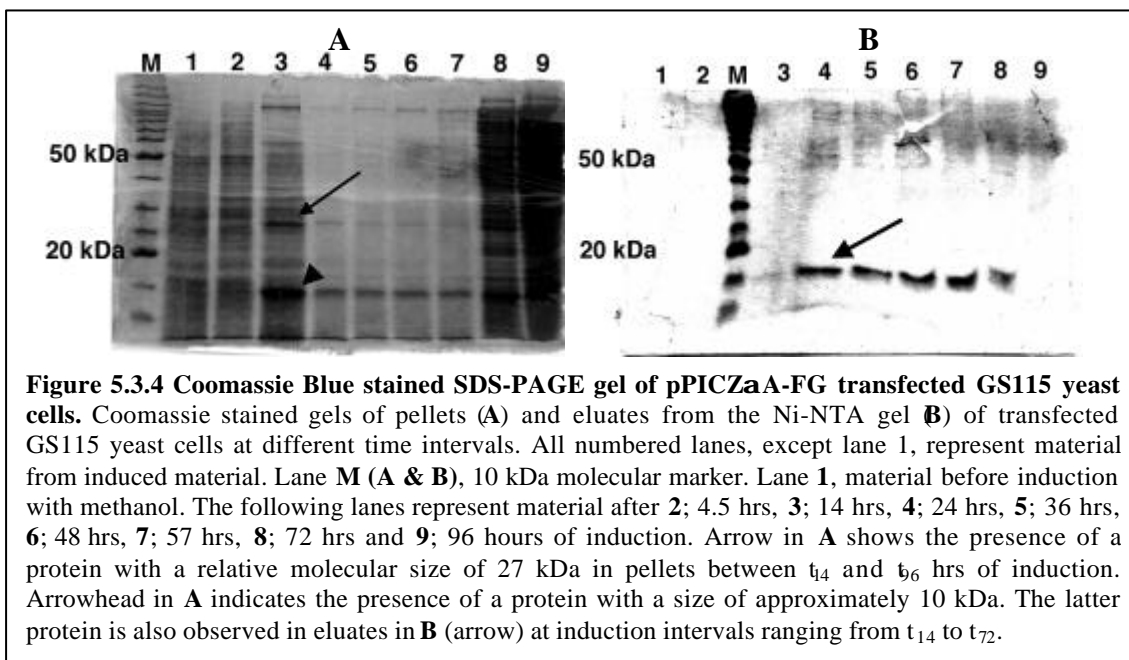 A
M 1 2 3 4 5 6 7 8 9
50 kDa
20 kDa
B
1 2 M 3 4 5 6 7 8 9
50 kDa
20 kDa
Figure 5.3.4 Coomassie Blue stained SDS-PAGE gel of pPICZaA-FG transfected GS115 yeast
cells. Coomassie stained gels of pellets (A) and eluates from the Ni-NTA gel (B) of transfected
GS115 yeast cells at different time intervals. All numbered lanes, except lane 1, represent material
from induced material. Lane M (A & B), 10 kDa molecular marker. Lane 1, material before induction
with methanol. The following lanes represent material after 2; 4.5 hrs, 3; 14 hrs, 4; 24 hrs, 5; 36 hrs,
6; 48 hrs, 7; 57 hrs, 8; 72 hrs and 9; 96 hours of induction. Arrow in A shows the presence of a
protein with a relative molecular size of 27 kDa in pellets between t14 and t96 hrs of induction.
Arrowhead in A indicates the presence of a protein with a size of approximately 10 kDa. The latter
protein is also observed in eluates in B (arrow) at induction intervals ranging from t14 to t72.